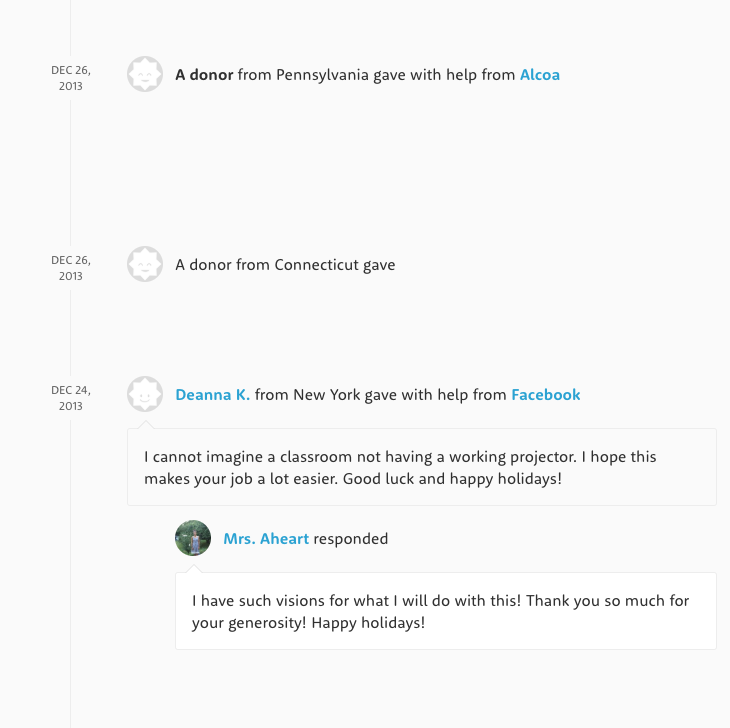 DEC 26,
2013
A donor from Pennsylvania gave with help from Alcoa
DEC 26,
2013
A donor from Connecticut gave
DEC 24,
2013
Deanna K. from New York gave with help from Facebook
I cannot imagine a classroom not having a working projector. I hope this
makes your job a lot easier. Good luck and happy holidays!
Mrs. Aheart responded
I have such visions for what I will do with this! Thank you so much for
your generosity! Happy holidays!